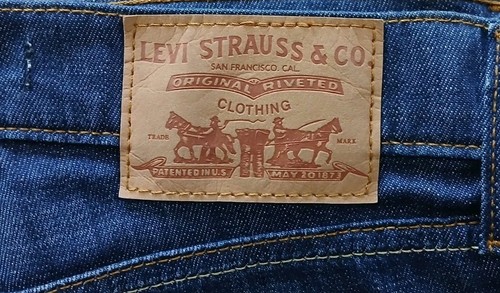 LEVI STRAUSS & CO.
SAN FRANCISCO. CAL.
ORIGINAL RIVETED
CLOTHING
TRADE MARK
PATENTED IN U.S. MAY 20 1873